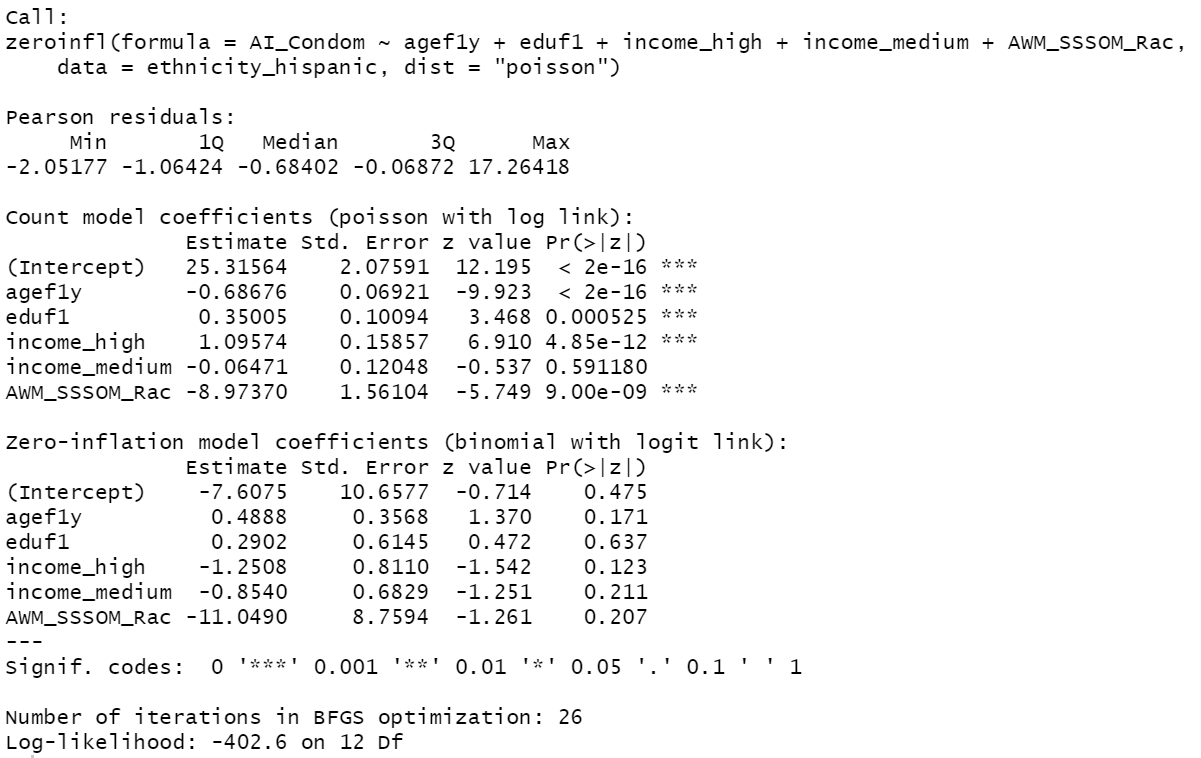 Call:
zeroinfl(formula = AI_Condom ~ agef1y + eduf1 + income_high + income_medium + AWM_SSSOM_Rac,
    data = ethnicity_hispanic, dist = "poisson")

Pearson residuals:
     Min       1Q   Median       3Q      Max
-2.05177 -1.06424 -0.68402 -0.06872 17.26418

Count model coefficients (poisson with log link):
              Estimate Std. Error z value Pr(>|z|)
(Intercept)   25.31564    2.07591  12.195  < 2e-16 ***
agef1y        -0.68676    0.06921  -9.923  < 2e-16 ***
eduf1          0.35005    0.10094   3.468 0.000525 ***
income_high    1.09574    0.15857   6.910 4.85e-12 ***
income_medium -0.06471    0.12048  -0.537 0.591180
AWM_SSSOM_Rac -8.97370    1.56104  -5.749 9.00e-09 ***

Zero-inflation model coefficients (binomial with logit link):
              Estimate Std. Error z value Pr(>|z|)
(Intercept)    -7.6075    10.6577  -0.714    0.475
agef1y          0.4888     0.3568   1.370    0.171
eduf1           0.2902     0.6145   0.472    0.637
income_high    -1.2508     0.8110  -1.542    0.123
income_medium  -0.8540     0.6829  -1.251    0.211
AWM_SSSOM_Rac -11.0490     8.7594  -1.261    0.207
---
Signif. codes:  0 '***' 0.001 '**' 0.01 '*' 0.05 '.' 0.1 ' ' 1

Number of iterations in BFGS optimization: 26
Log-likelihood: -402.6 on 12 Df